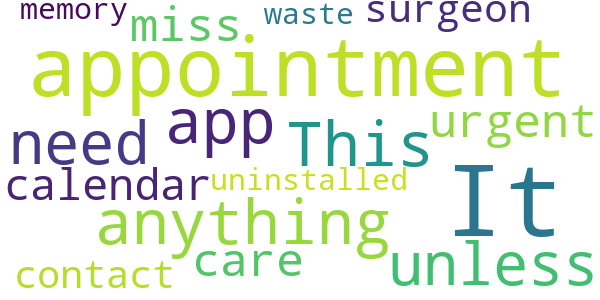 memory miss waste surgeon
appointment
need app This urgent
calendar uninstalled It
anything
contact care unless